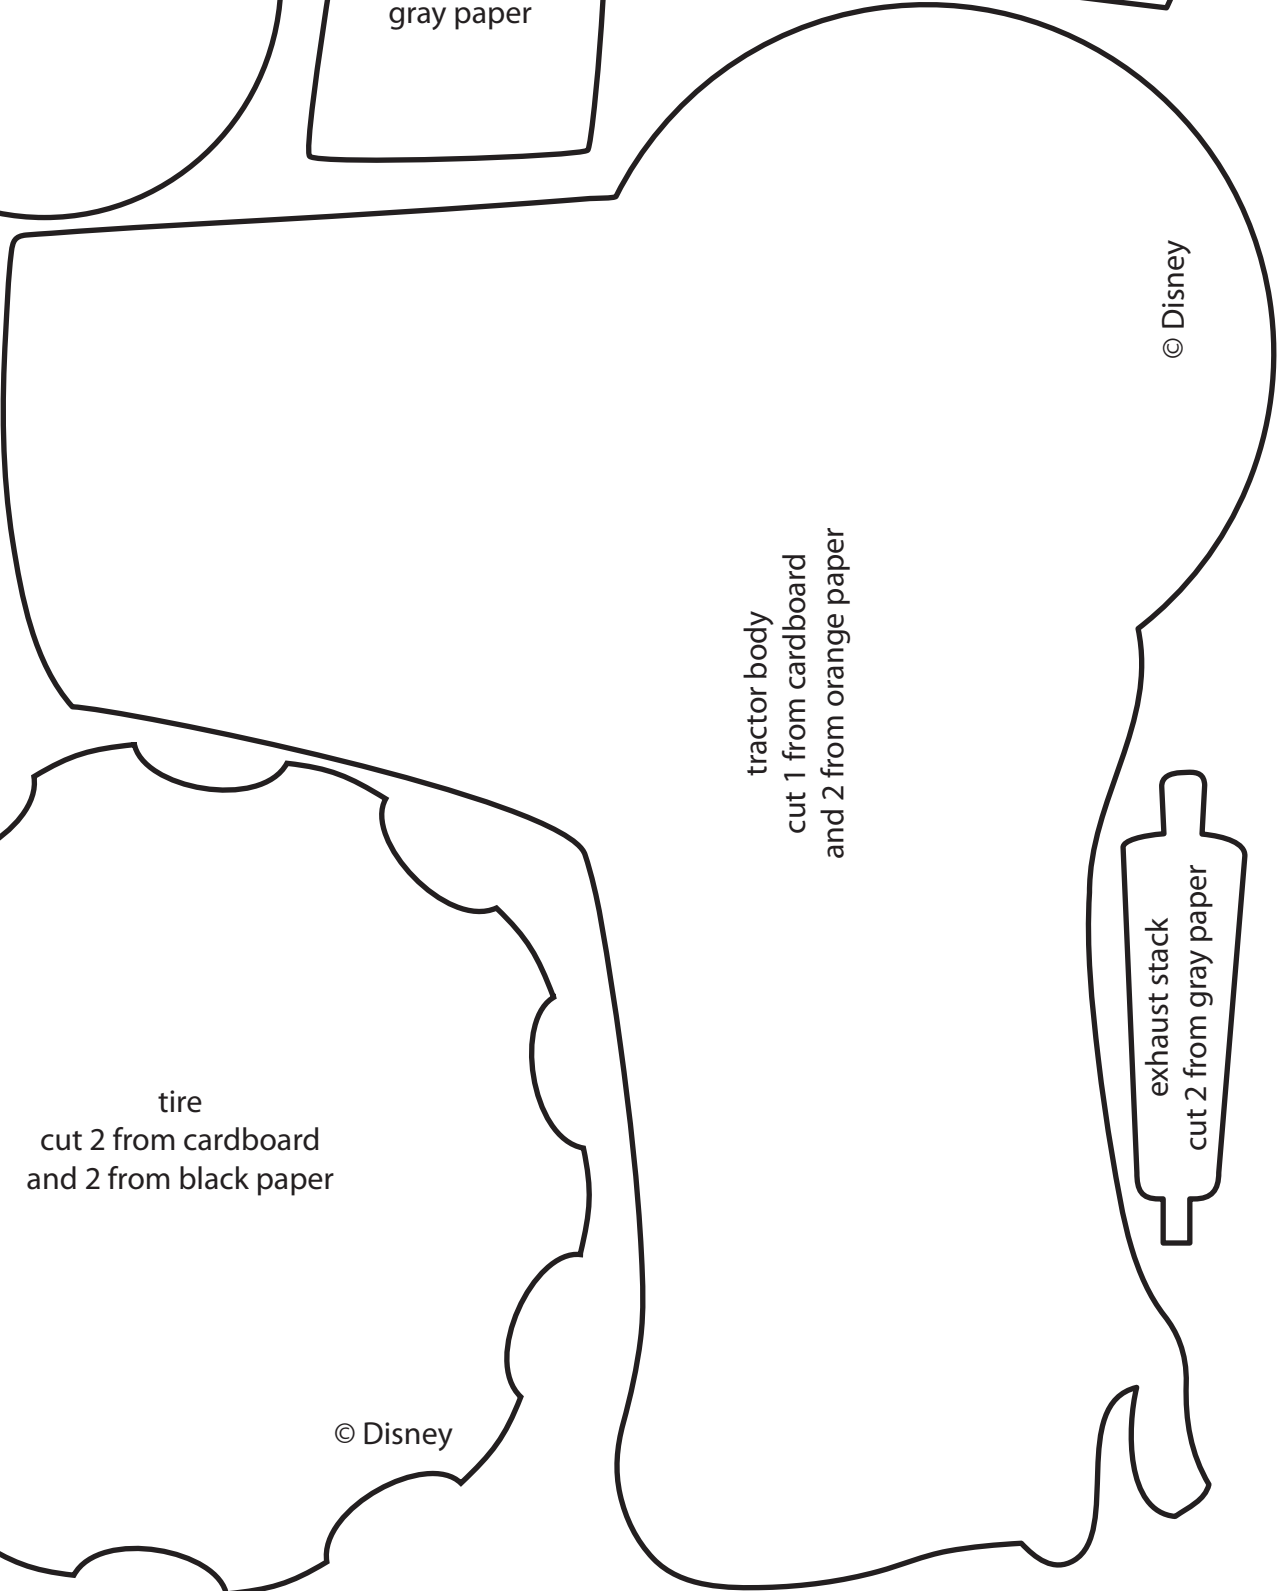 gray paper
© Disney
tractor body
cut 1 from cardboard
and 2 from orange paper
exhaust stack
cut 2 from gray paper
tire
cut 2 from cardboard
and 2 from black paper
© Disney